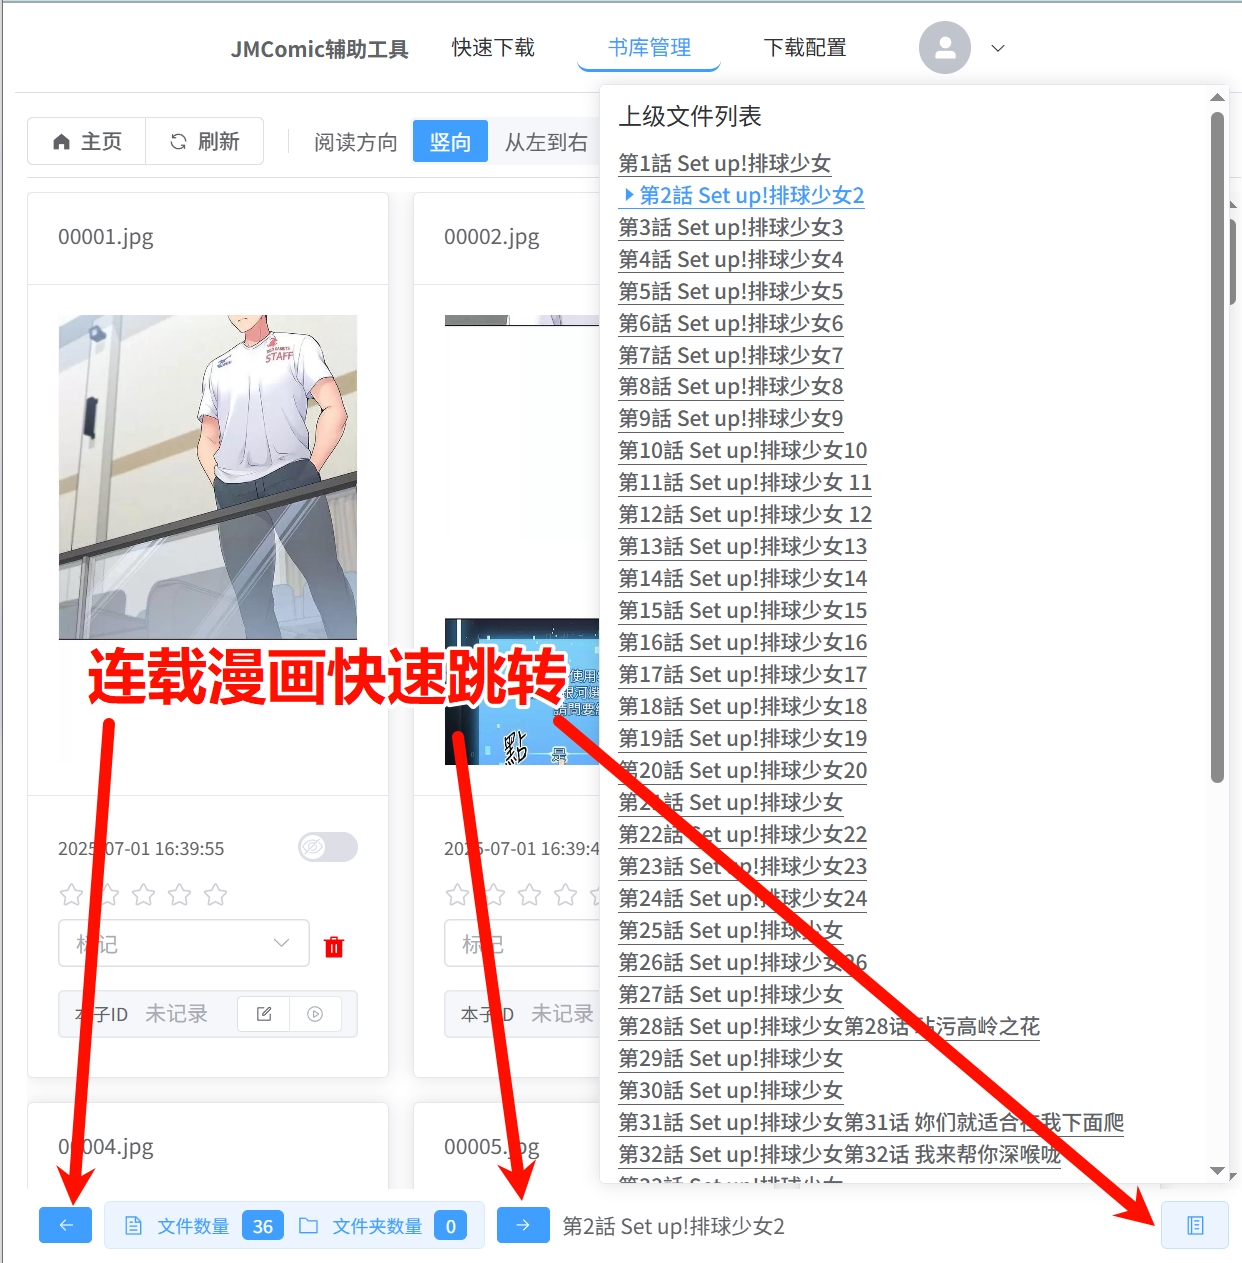 JMComic辅助工具
快速下载
书库管理
下载配置
主页
刷新
阅读方向
竖向
从左到右
上级文件列表
第1話 Set up!排球少女
第2話 Set up!排球少女2
第3話 Set up!排球少女3
第4話 Set up!排球少女4
第5話 Set up!排球少女5
第6話 Set up!排球少女6
第7話 Set up!排球少女7
第8話 Set up!排球少女8
第9話 Set up!排球少女9
第10話 Set up!排球少女10
第11話 Set up!排球少女 11
第12話 Set up!排球少女 12
第13話 Set up!排球少女13
第14話 Set up!排球少女14
第15話 Set up!排球少女15
第16話 Set up!排球少女16
第17話 Set up!排球少女17
第18話 Set up!排球少女18
第19話 Set up!排球少女19
第20話 Set up!排球少女20
第21話 Set up!排球少女
第22話 Set up!排球少女22
第23話 Set up!排球少女23
第24話 Set up!排球少女24
第25話 Set up!排球少女
第26話 Set up!排球少女26
第27話 Set up!排球少女
第28話 Set up!排球少女第28话 玷污高岭之花
第29話 Set up!排球少女
第30話 Set up!排球少女
第31話 Set up!排球少女第31话 妳们就适合在我下面爬
第32話 Set up!排球少女第32话 我来帮你深喉咙
00001.jpg
00002.jpg
STAFF
使用
銀河選
請問要
點
是
连载漫画快速跳转
2025-07-01 16:39:55
2025-07-01 16:39:4
标记
标记
本子ID 未记录
本子ID 未记录
00004.jpg
00005.jpg
文件数量 36
文件夹数量 0
第2話 Set up!排球少女2